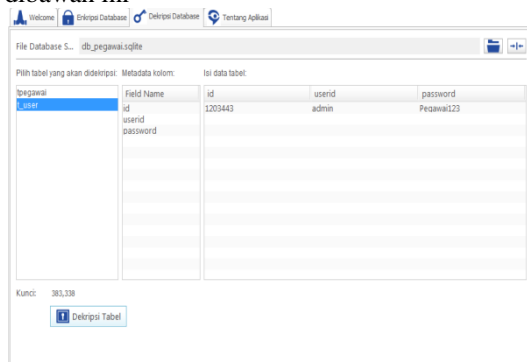 Welcome Enkripsi Database Dekripsi Database Tentang Aplikasi
File Database S... db_pegawai.sqlite
Pilih tabel yang akan didekripsi: Metadata kolom: Isi data tabel:
tpegawai Field Name id userid password
t_user id 1203443 admin Pegawai123
userid
password
Kunci: 383,338
Dekripsi Tabel